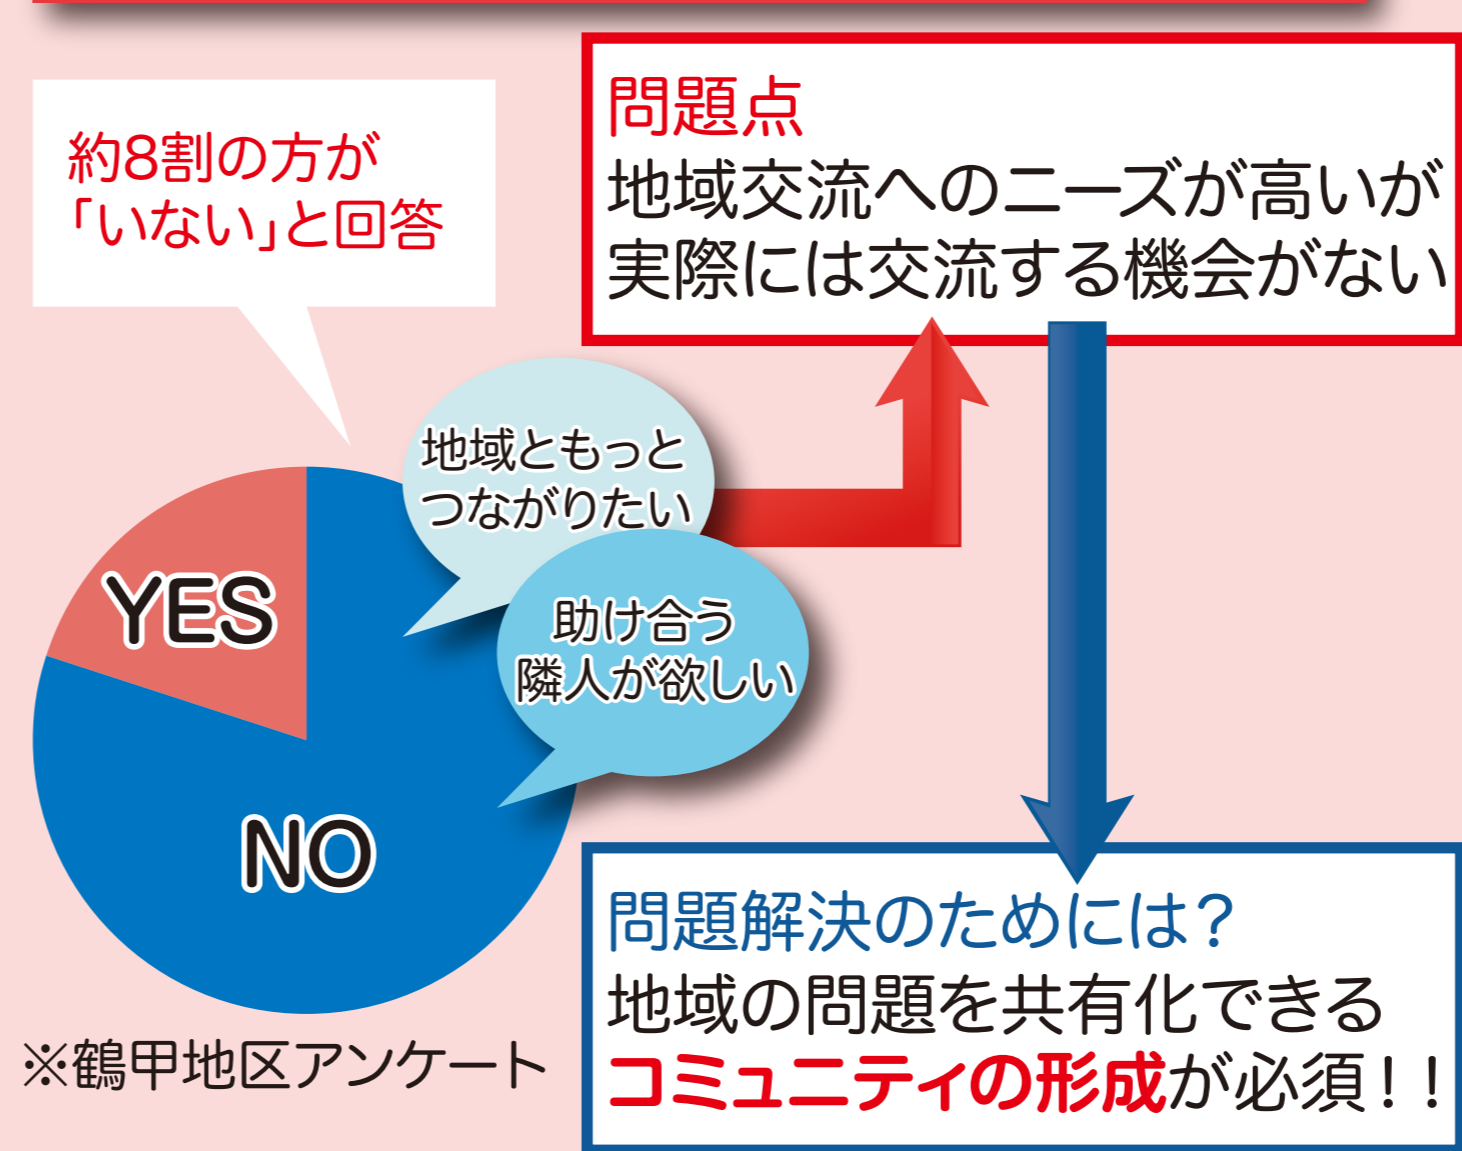 約8割の方が
「いない」と回答
問題点
地域交流へのニーズが高いが
実際には交流する機会がない
地域ともっと
つながりたい
助け合う
隣人が欲しい
YES
NO
※鶴甲地区アンケート
問題解決のためには？
地域の問題を共有化できる
コミュニティの形成が必須！！